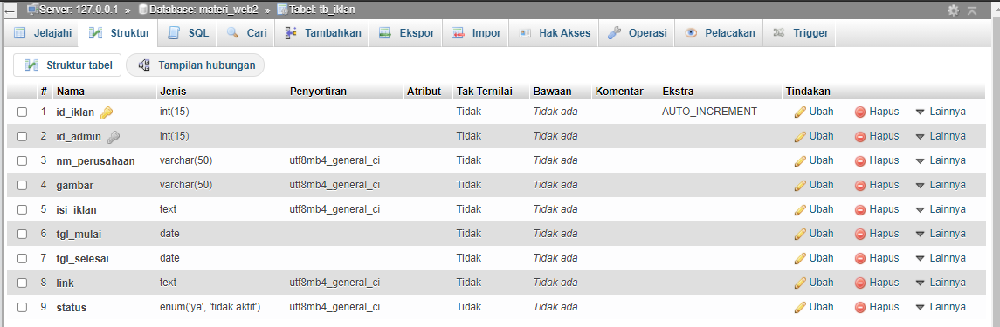 Server: 127.0.0.1 » Database: materi_web2 » Tabel: tb_iklan
Jelajahi Struktur SQL Cari Tambahkan Ekspor Impor Hak Akses Operasi Pelacakan Trigger
Struktur tabel Tampilan hubungan
# Nama Jenis Penyortiran Atribut Tak Ternilai Bawaan Komentar Ekstra Tindakan
1 id_iklan int(15) Tidak Tidak ada AUTO_INCREMENT Ubah Hapus Lainnya
2 id_admin int(15) Tidak Tidak ada Ubah Hapus Lainnya
3 nm_perusahaan varchar(50) utf8mb4_general_ci Tidak Tidak ada Ubah Hapus Lainnya
4 gambar varchar(50) utf8mb4_general_ci Tidak Tidak ada Ubah Hapus Lainnya
5 isi_iklan text utf8mb4_general_ci Tidak Tidak ada Ubah Hapus Lainnya
6 tgl_mulai date Tidak Tidak ada Ubah Hapus Lainnya
7 tgl_selesai date Tidak Tidak ada Ubah Hapus Lainnya
8 link text utf8mb4_general_ci Tidak Tidak ada Ubah Hapus Lainnya
9 status enum('ya', 'tidak aktif') utf8mb4_general_ci Tidak Tidak ada Ubah Hapus Lainnya